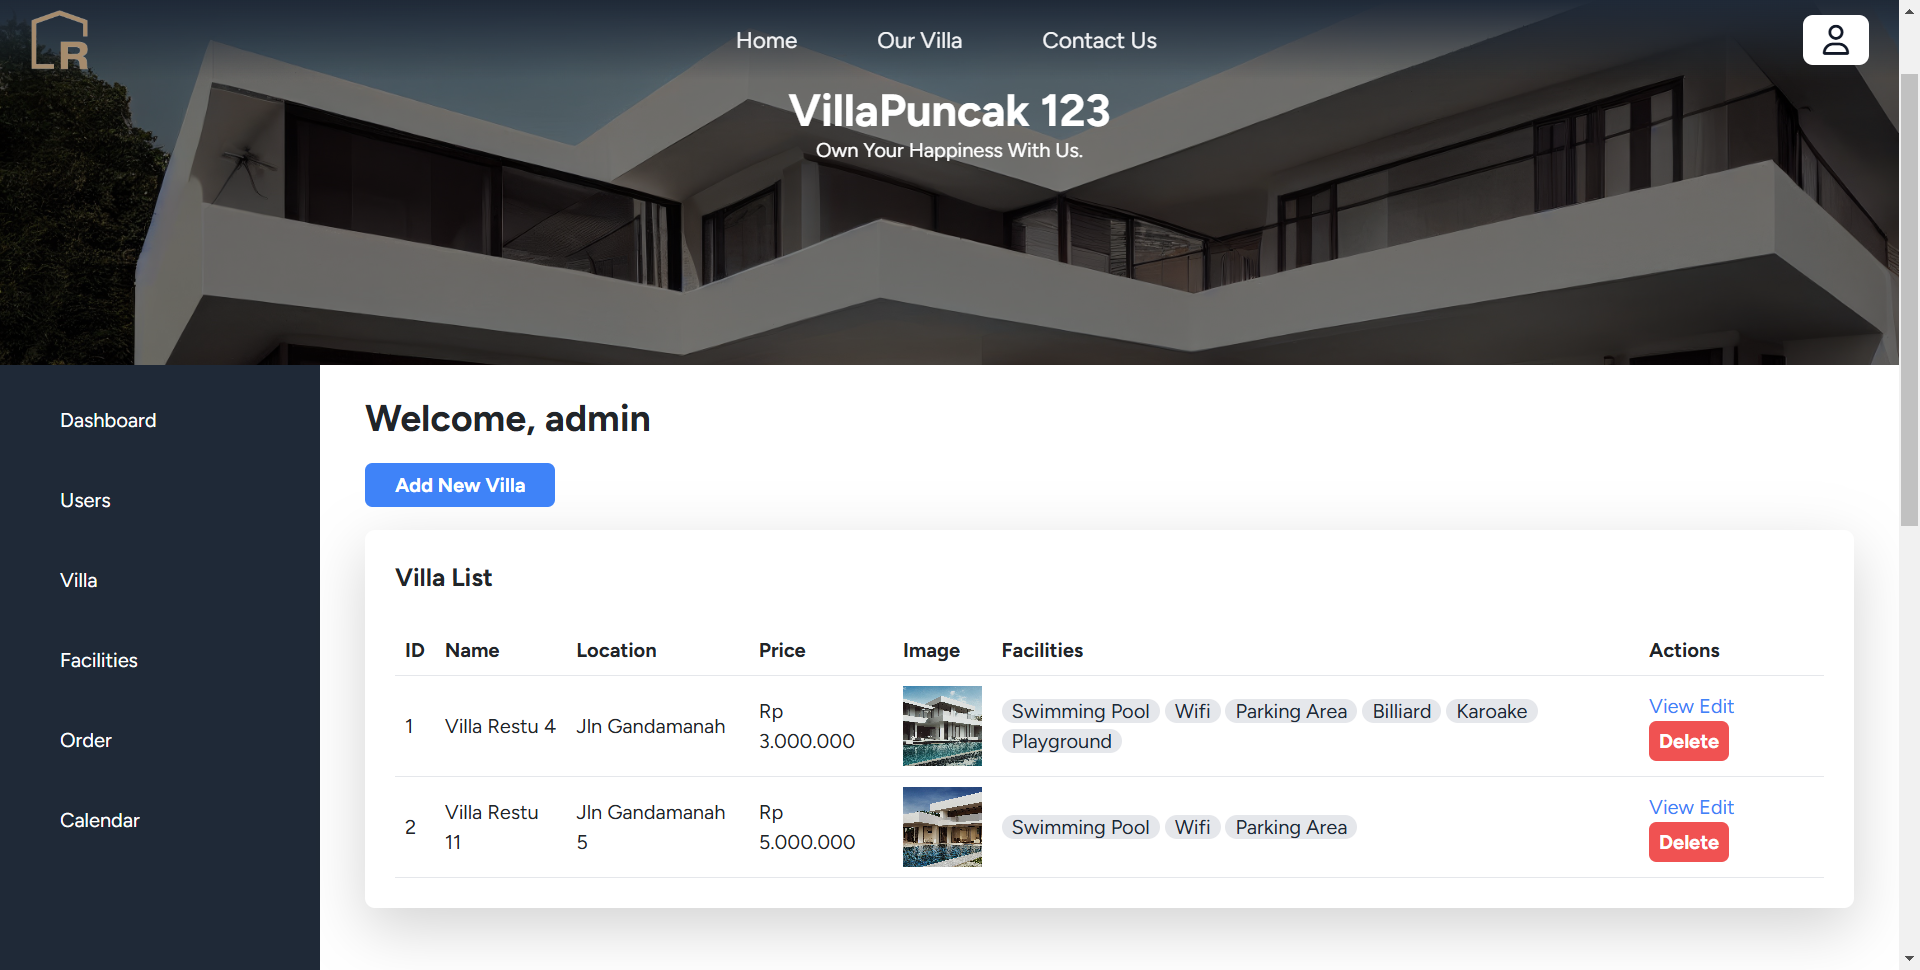 R
Home Our Villa Contact Us
VillaPuncak 123
Own Your Happiness With Us.
Dashboard
Users
Villa
Facilities
Order
Calendar
Welcome, admin
Add New Villa
Villa List
ID Name Location Price Image Facilities Actions
1 Villa Restu 4 Jln Gandamanah Rp 3.000.000 Swimming Pool Wifi Parking Area Billiard Karoake
Playground
View Edit
Delete
2 Villa Restu 11 Jln Gandamanah 5 Rp 5.000.000 Swimming Pool Wifi Parking Area
View Edit
Delete